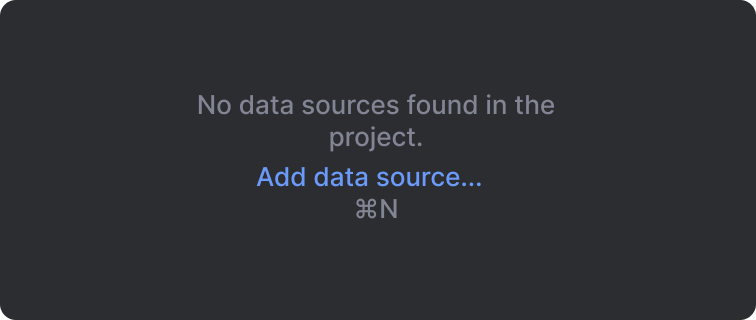 No data sources found in the
project.
Add data source...
⌘N